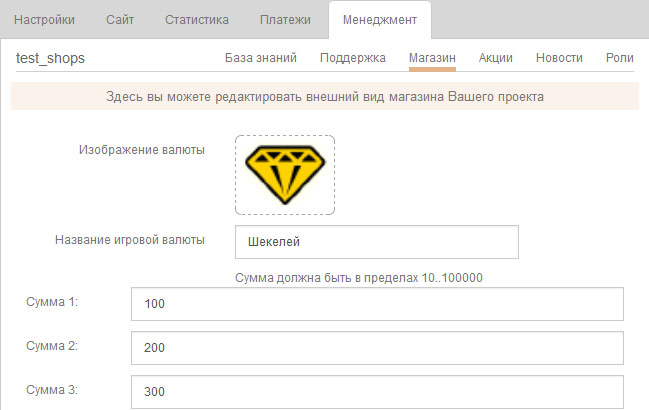 Настройки Сайт Статистика Платежи Менеджмент
test_shops База знаний Поддержка Магазин Акции Новости Роли
Здесь вы можете редактировать внешний вид магазина Вашего проекта
Изображение валюты
Название игровой валюты Шекелей
Сумма должна быть в пределах 10..100000
Сумма 1: 100
Сумма 2: 200
Сумма 3: 300